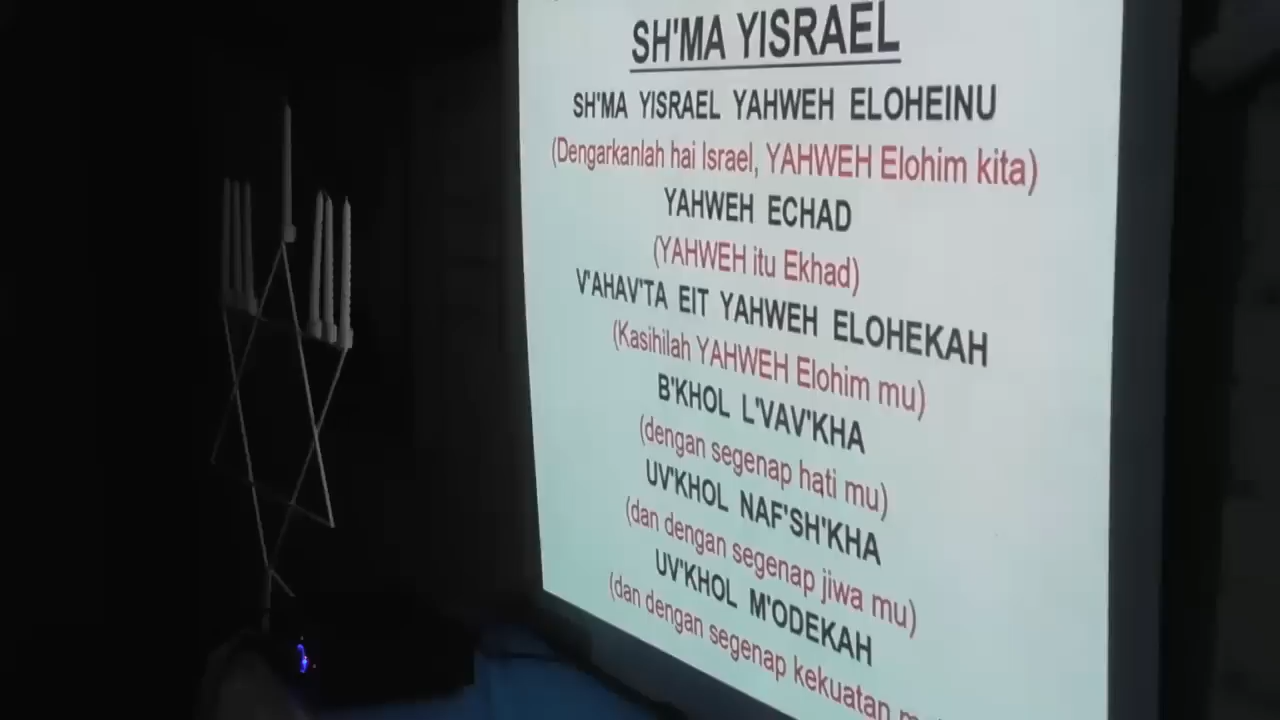 SH'MA YISRAEL
SH'MA YISRAEL YAHWEH ELOHEINU
(Dengarkanlah hai Israel, YAHWEH Elohim kita)
YAHWEH ECHAD
(YAHWEH itu Ekhad)
V'AHAV'TA EIT YAHWEH ELOHEKAH
(Kasihilah YAHWEH Elohim mu)
B'KHOL L'VAV'KHA
(dengan segenap hati mu)
UV'KHOL NAF'SH'KHA
(dan dengan segenap jiwa mu)
UV'KHOL M'ODEKAH
(dan dengan segenap kekuatan